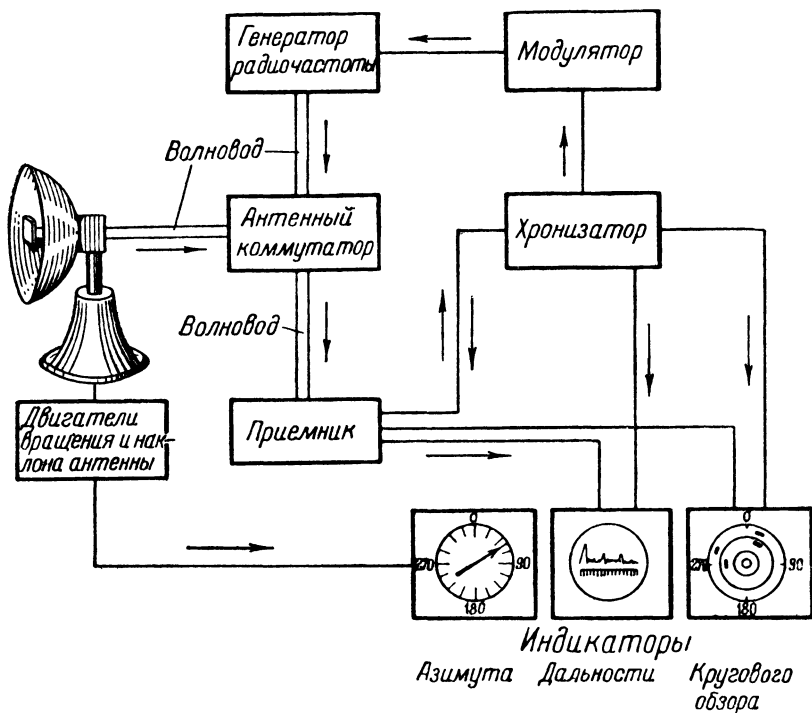 Генератор
радиочастоты
Модулятор
Волновод
Антенный
коммутатор
Хронизатор
Волновод
Двигатели
вращения и нак-
лона антенны
Приемник
0
270
90
180
0
270
90
180
Индикаторы
Азимута
Дальности
Кругового
обзора